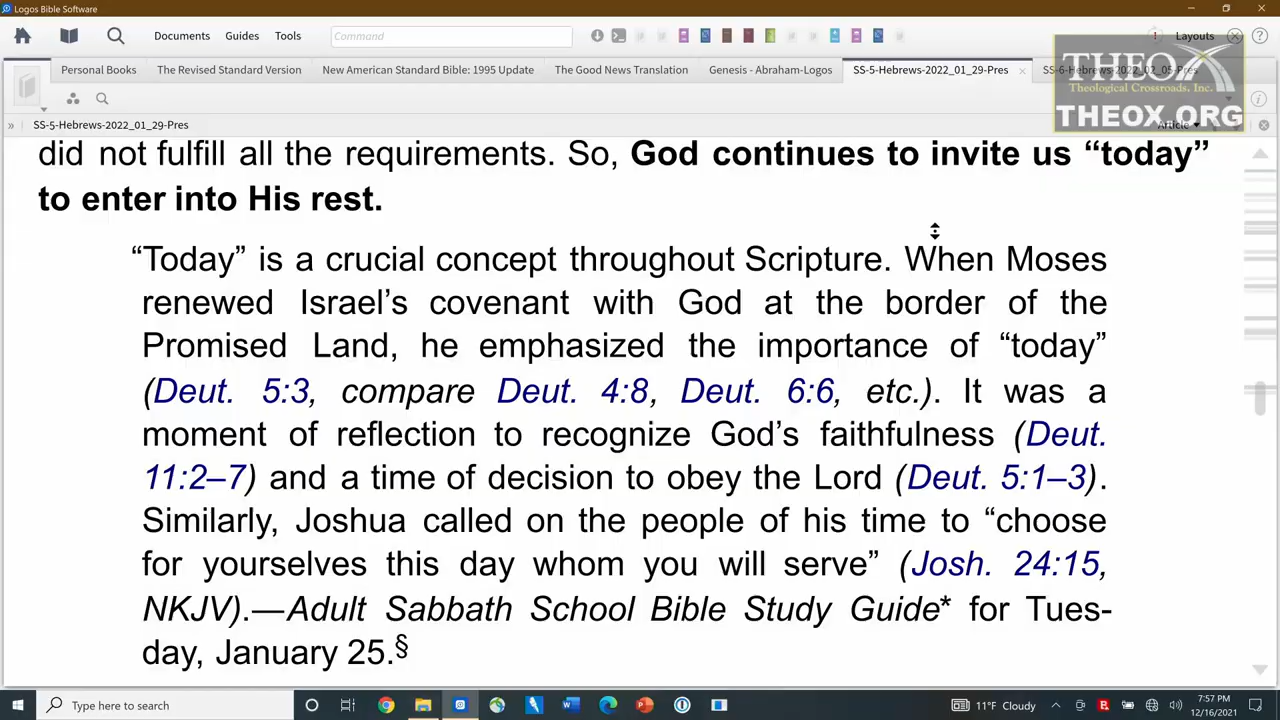 Logos Bible Software
Documents Guides Tools Command Layouts
THEOX
Theological Crossroads, Inc.
THEOX.ORG
Personal Books The Revised Standard Version New A Bible 1995 Update The Good News Translation Genesis - Abraham-Logos SS-5-Hebrews-2022_01_29-Pres SS-6-Hebrews-2022_02_05-Pres
SS-5-Hebrews-2022_01_29-Pres Article
did not fulfill all the requirements. So, God continues to invite us “today”
to enter into His rest.
“Today” is a crucial concept throughout Scripture. When Moses
renewed Israel’s covenant with God at the border of the
Promised Land, he emphasized the importance of “today”
(Deut. 5:3, compare Deut. 4:8, Deut. 6:6, etc.). It was a
moment of reflection to recognize God’s faithfulness (Deut.
11:2–7) and a time of decision to obey the Lord (Deut. 5:1–3).
Similarly, Joshua called on the people of his time to “choose
for yourselves this day whom you will serve” (Josh. 24:15,
NKJV).—Adult Sabbath School Bible Study Guide* for Tues-
day, January 25.§
Type here to search 11°F Cloudy 7:57 PM
12/16/2021